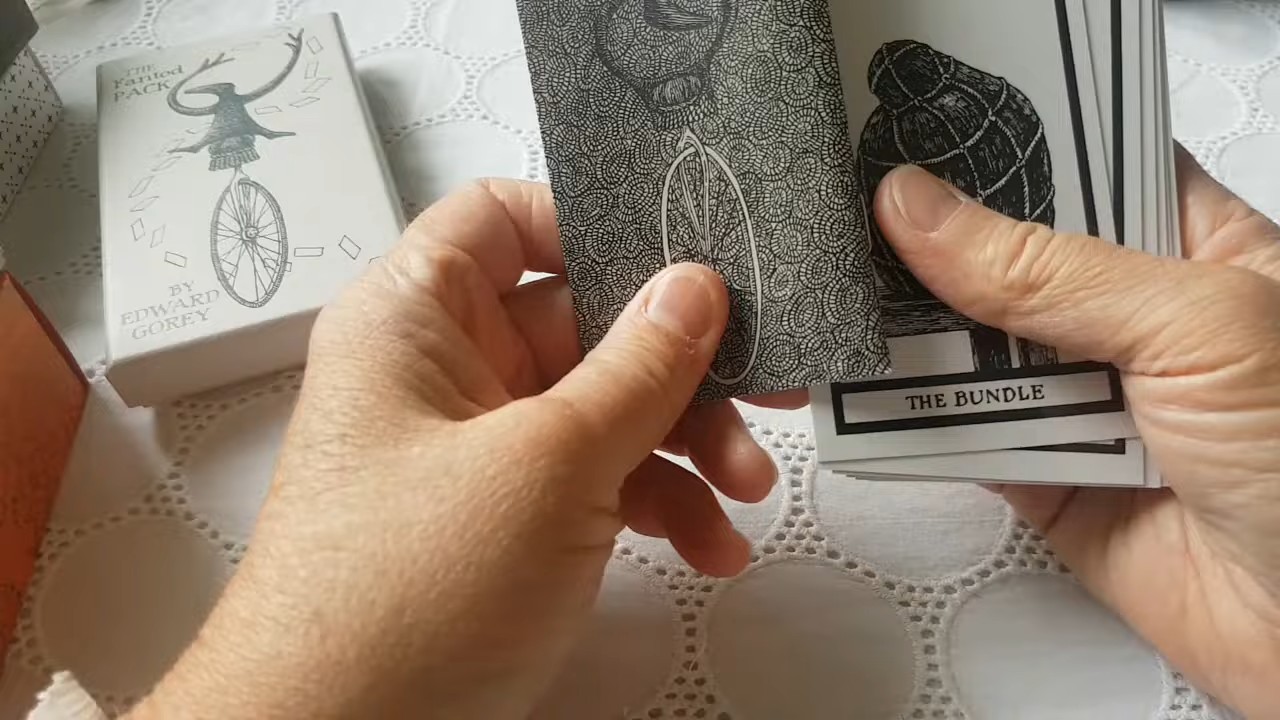 THE
Fantod
PACK
BY
EDWARD
GOREY
THE BUNDLE